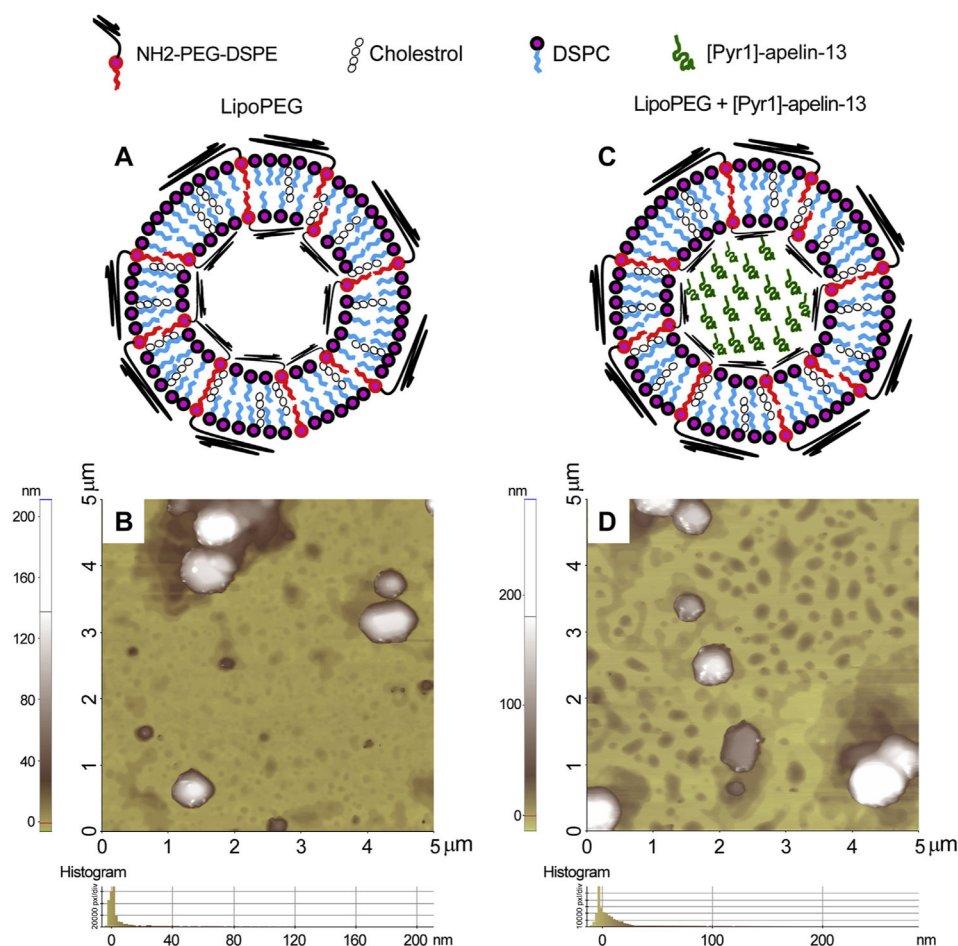 NH2-PEG-DSPE
Cholestrol
DSPC
[Pyr1]-apelin-13
LipoPEG
LipoPEG + [Pyr1]-apelin-13
A
C
nm
200
160
120
80
40
0
5 μm
4
3
2
1
0
B
0
1
2
3
4
5 μm
nm
200
100
0
5 μm
4
3
2
1
0
D
0
1
2
3
4
5 μm
Histogram
20000 pxl/div
0
40
80
120
160
200
nm
Histogram
10000 pxl/div
0
100
200
nm